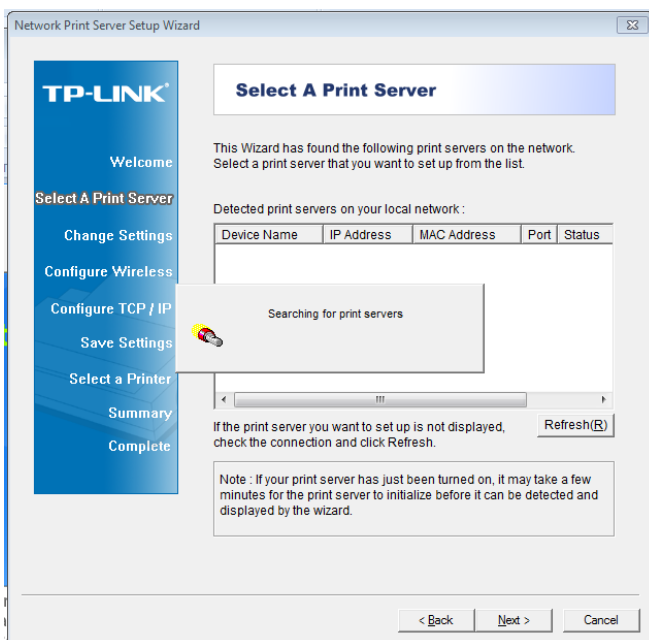 Network Print Server Setup Wizard
TP-LINK
Select A Print Server
Welcome
Select A Print Server
Change Settings
Configure Wireless
Configure TCP / IP
Save Settings
Select a Printer
Summary
Complete
This Wizard has found the following print servers on the network.
Select a print server that you want to set up from the list.
Detected print servers on your local network :
Device Name IP Address MAC Address Port Status
Searching for print servers
If the print server you want to set up is not displayed,
check the connection and click Refresh.
Refresh(R)
Note : If your print server has just been turned on, it may take a few
minutes for the print server to initialize before it can be detected and
displayed by the wizard.
< Back Next > Cancel